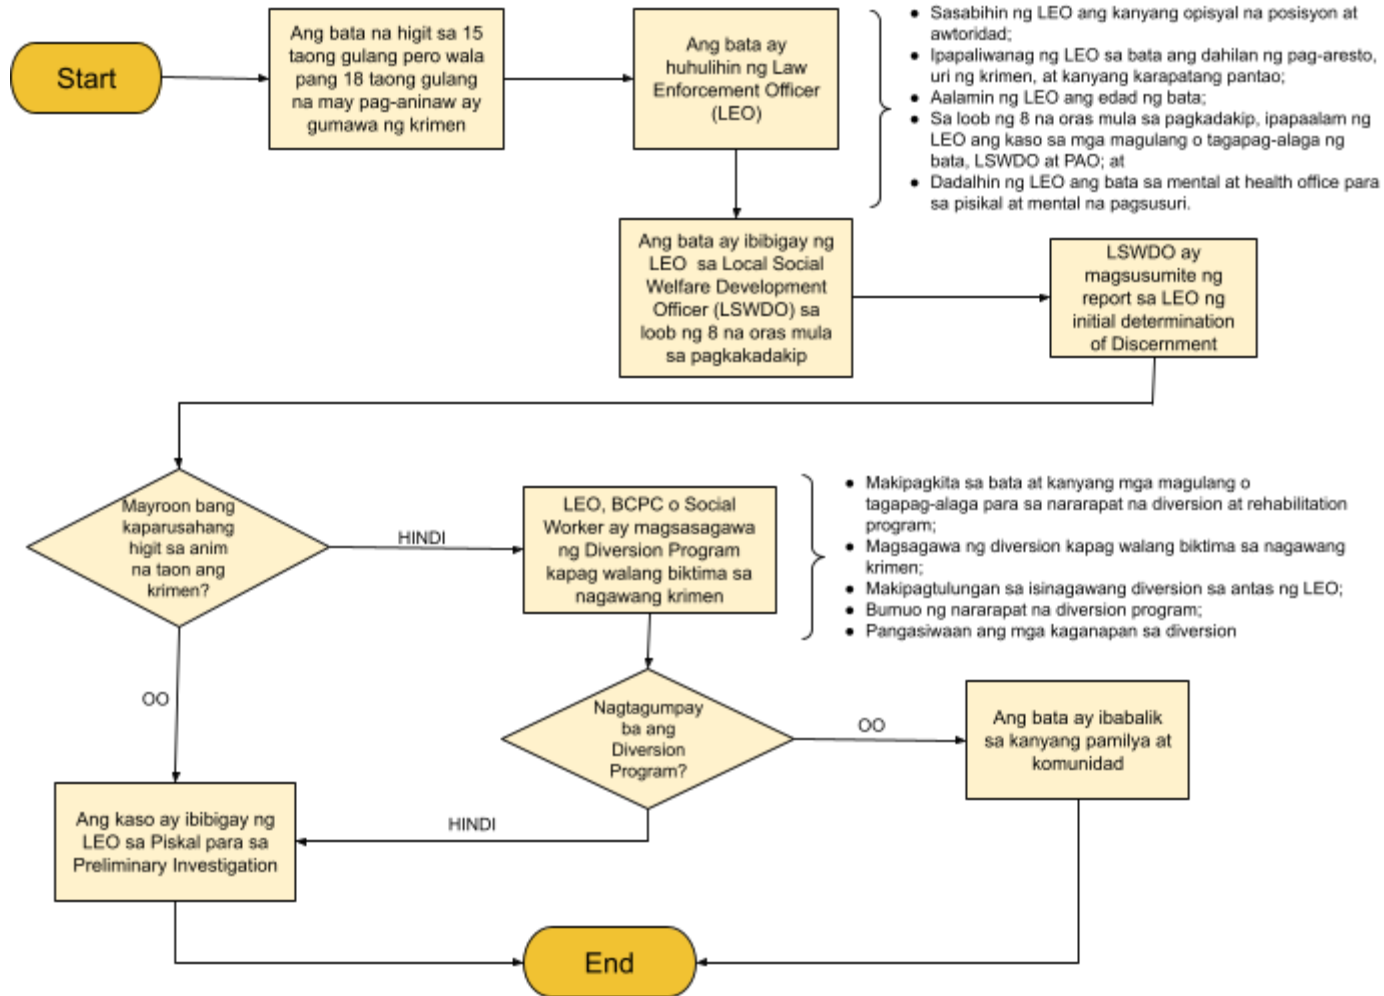 Start
Ang bata na higit sa 15
taong gulang pero wala
pang 18 taong gulang
na may pag-aninaw ay
gumawa ng krimen
Ang bata ay
huhulihin ng Law
Enforcement Officer
(LEO)
● Sasabihin ng LEO ang kanyang opisyal na posisyon at
awtoridad;
● Ipapaliwanag ng LEO sa bata ang dahilan ng pag-aresto,
uri ng krimen, at kanyang karapatang pantao;
● Aalamin ng LEO ang edad ng bata;
● Sa loob ng 8 na oras mula sa pagkadakip, ipapaalam ng
LEO ang kaso sa mga magulang o tagapag-alaga ng
bata, LSWDO at PAO; at
● Dadalhin ng LEO ang bata sa mental at health office para
sa pisikal at mental na pagsusuri.
Ang bata ay ibibigay ng
LEO sa Local Social
Welfare Development
Officer (LSWDO) sa
loob ng 8 na oras mula
sa pagkakadakip
LSWDO ay
magsusumite ng
report sa LEO ng
initial determination
of Discernment
Mayroon bang
kaparusahang
higit sa anim
na taon ang
krimen?
HINDI
LEO, BCPC o Social
Worker ay magsasagawa
ng Diversion Program
kapag walang biktima sa
nagawang krimen
● Makipagkita sa bata at kanyang mga magulang o
tagapag-alaga para sa nararapat na diversion at rehabilitation
program;
● Magsagawa ng diversion kapag walang biktima sa nagawang
krimen;
● Makipagtulungan sa isinagawang diversion sa antas ng LEO;
● Bumuo ng nararapat na diversion program;
● Pangasiwaan ang mga kaganapan sa diversion
OO
Nagtagumpay
ba ang
Diversion
Program?
OO
Ang bata ay ibabalik
sa kanyang pamilya at
komunidad
Ang kaso ay ibibigay ng
LEO sa Piskal para sa
Preliminary Investigation
HINDI
End